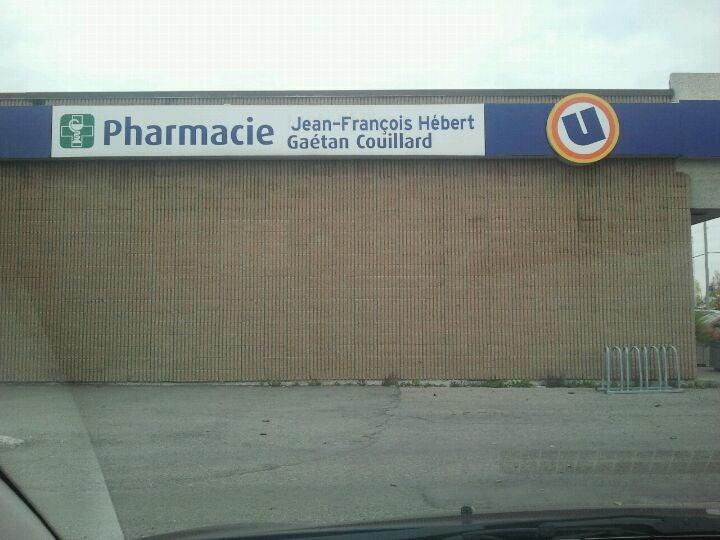 Pharmacie
Jean-François Hébert
Gaétan Couillard
U